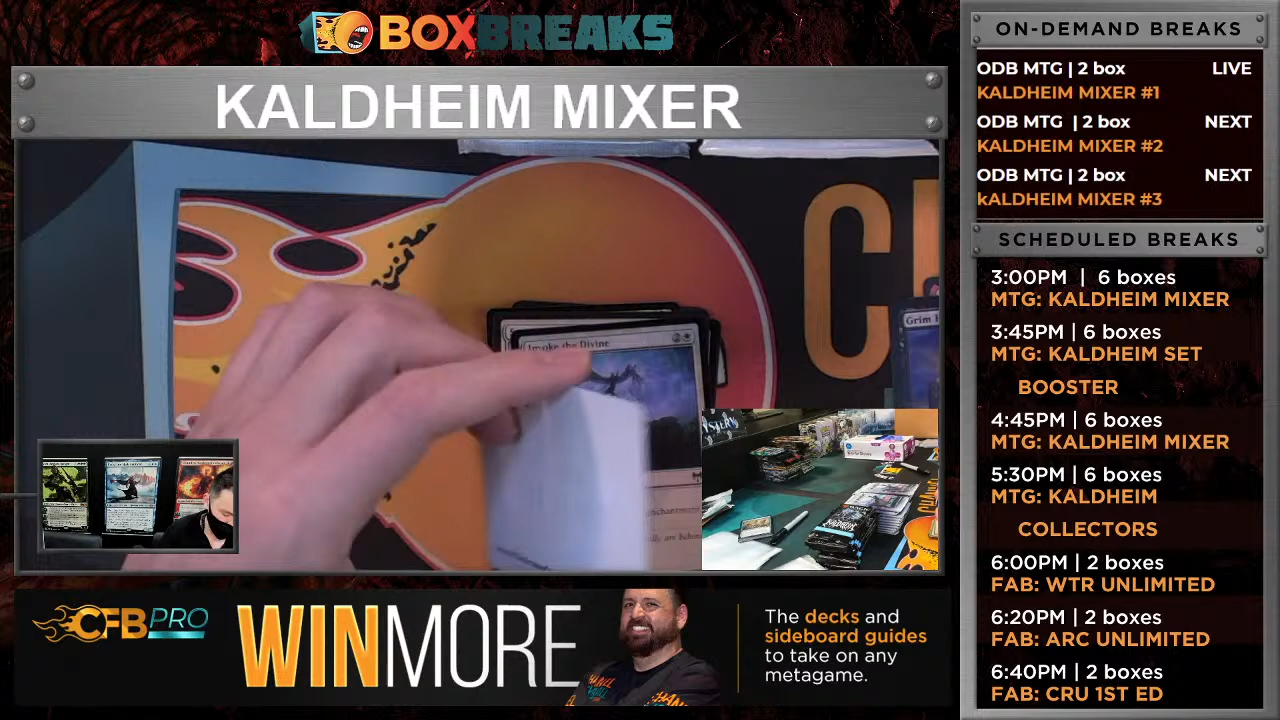 BOXBREAKS
KALDHEIM MIXER
C
Grim
Invoke the Divine
KALDHEIM
CFBPRO
WINMORE
The decks and
sideboard guides
to take on any
metagame.
ON-DEMAND BREAKS
ODB MTG | 2 box LIVE
KALDHEIM MIXER #1
ODB MTG | 2 box NEXT
KALDHEIM MIXER #2
ODB MTG | 2 box NEXT
kALDHEIM MIXER #3
SCHEDULED BREAKS
3:00PM | 6 boxes
MTG: KALDHEIM MIXER
3:45PM | 6 boxes
MTG: KALDHEIM SET
BOOSTER
4:45PM | 6 boxes
MTG: KALDHEIM MIXER
5:30PM | 6 boxes
MTG: KALDHEIM
COLLECTORS
6:00PM | 2 boxes
FAB: WTR UNLIMITED
6:20PM | 2 boxes
FAB: ARC UNLIMITED
6:40PM | 2 boxes
FAB: CRU 1ST ED